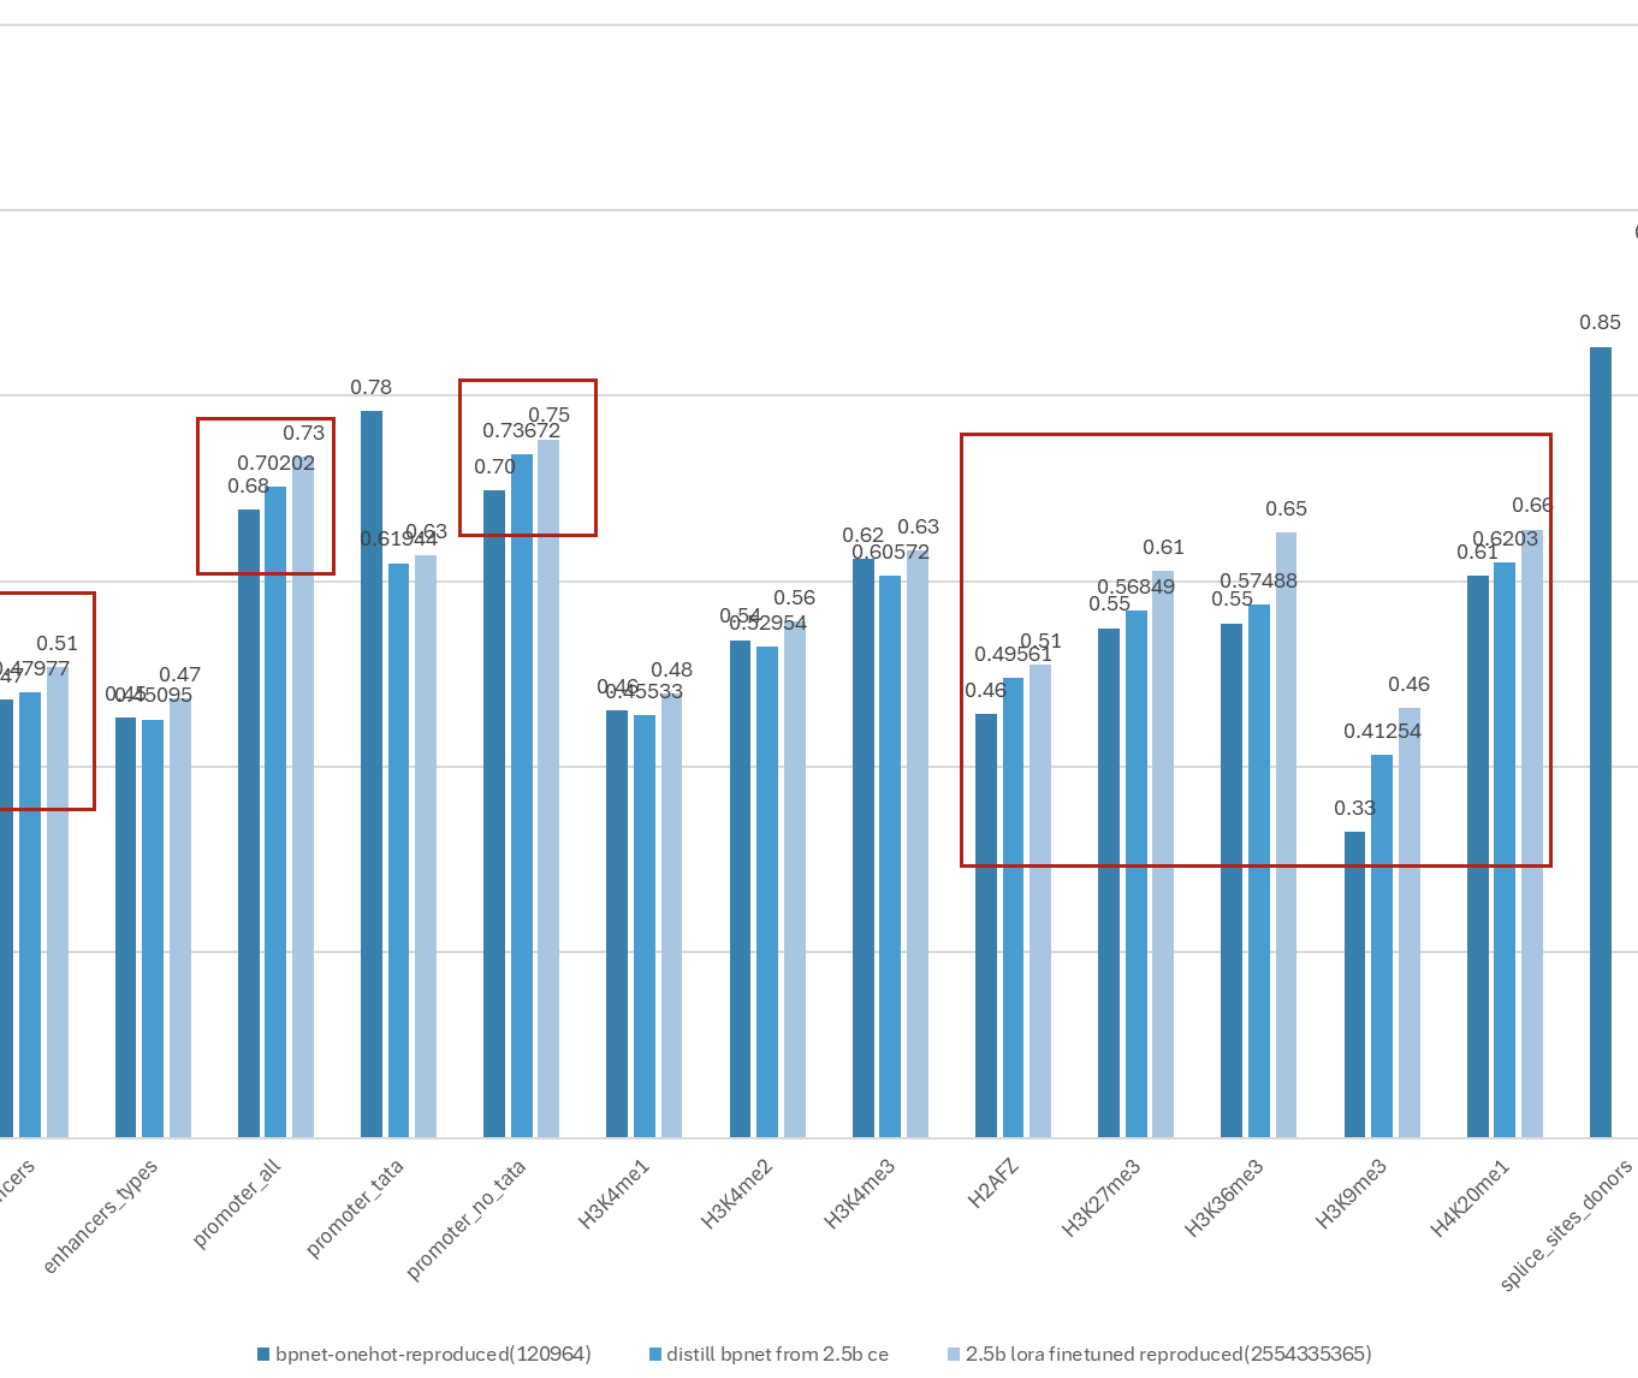 0.85
0.78
0.75
0.73672
0.73
0.70202
0.70
0.68
0.63
0.61944
0.62
0.63
0.60572
0.66
0.6203
0.61
0.65
0.57488
0.55
0.61
0.56849
0.55
0.56
0.54
0.52954
0.51
0.47977
47
0.47
0.45
0.45095
0.48
0.46
0.45533
0.51
0.49561
0.46
0.46
0.41254
0.33
ncers
enhancers_types
promoter_all
promoter_tata
promoter_no_tata
H3K4me1
H3K4me2
H3K4me3
H2AFZ
H3K27me3
H3K36me3
H3K9me3
H4K20me1
splice_sites_donors
bpnet-onehot-reproduced(120964)
distill bpnet from 2.5b ce
2.5b lora finetuned reproduced(2554335365)